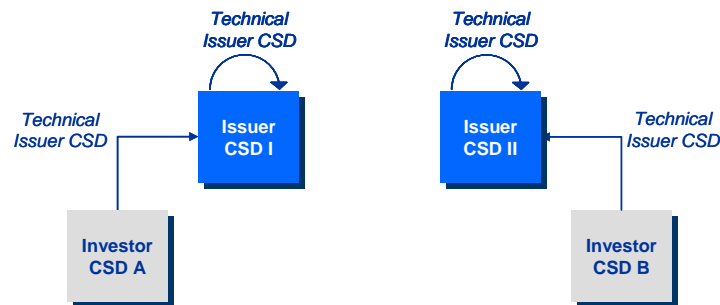 Technical
Issuer CSD
Technical
Issuer CSD
Issuer
CSD I
Issuer
CSD II
Technical
Issuer CSD
Technical
Issuer CSD
Investor
CSD A
Investor
CSD B